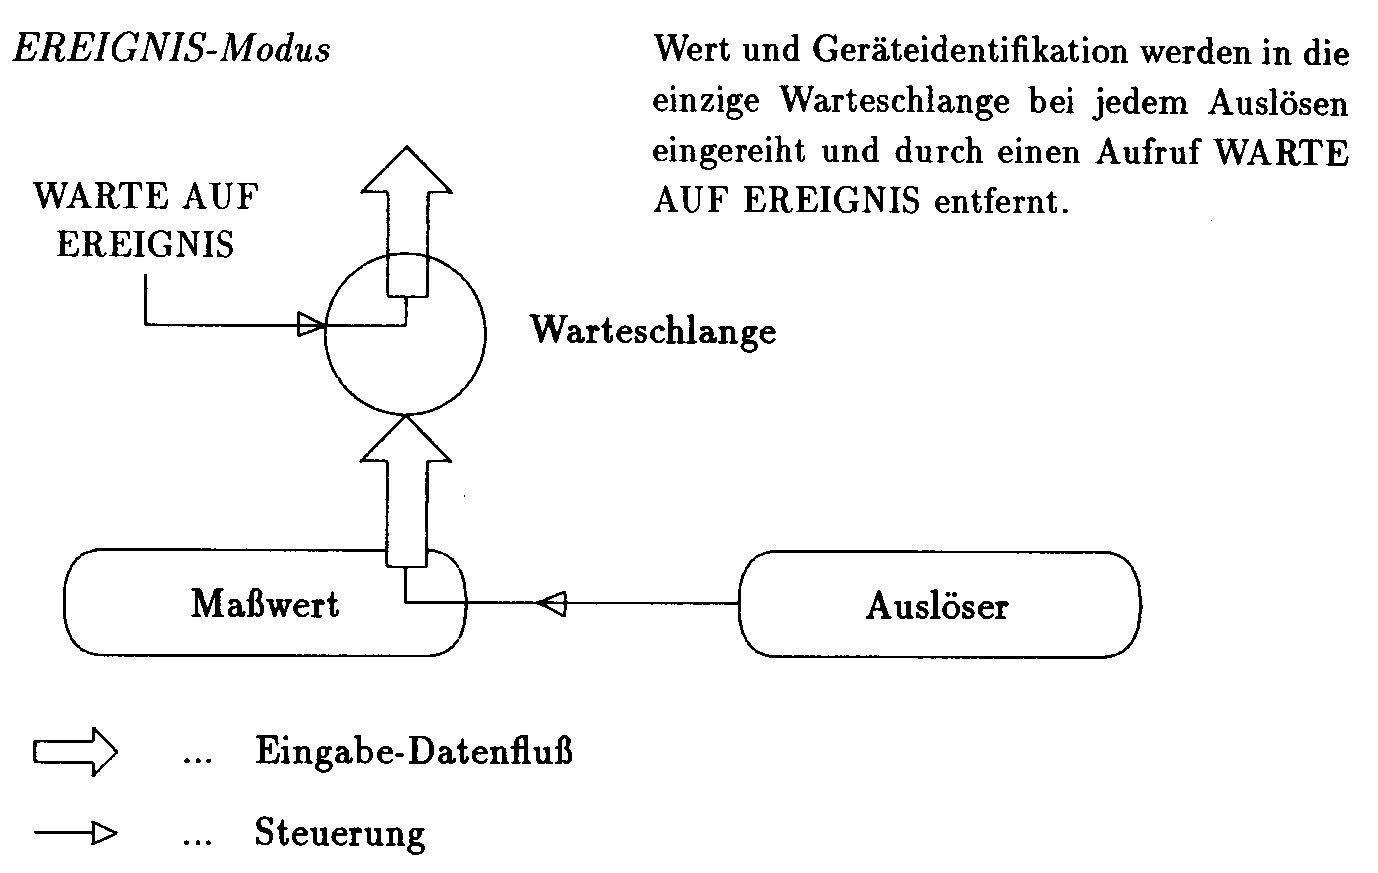 EREIGNIS-Modus
Wert und Geräteidentifikation werden in die
einzige Warteschlange bei jedem Auslösen
eingereiht und durch einen Aufruf WARTE
AUF EREIGNIS entfernt.
WARTE AUF
EREIGNIS
Warteschlange
Maßwert
Auslöser
... Eingabe-Datenfluß
... Steuerung